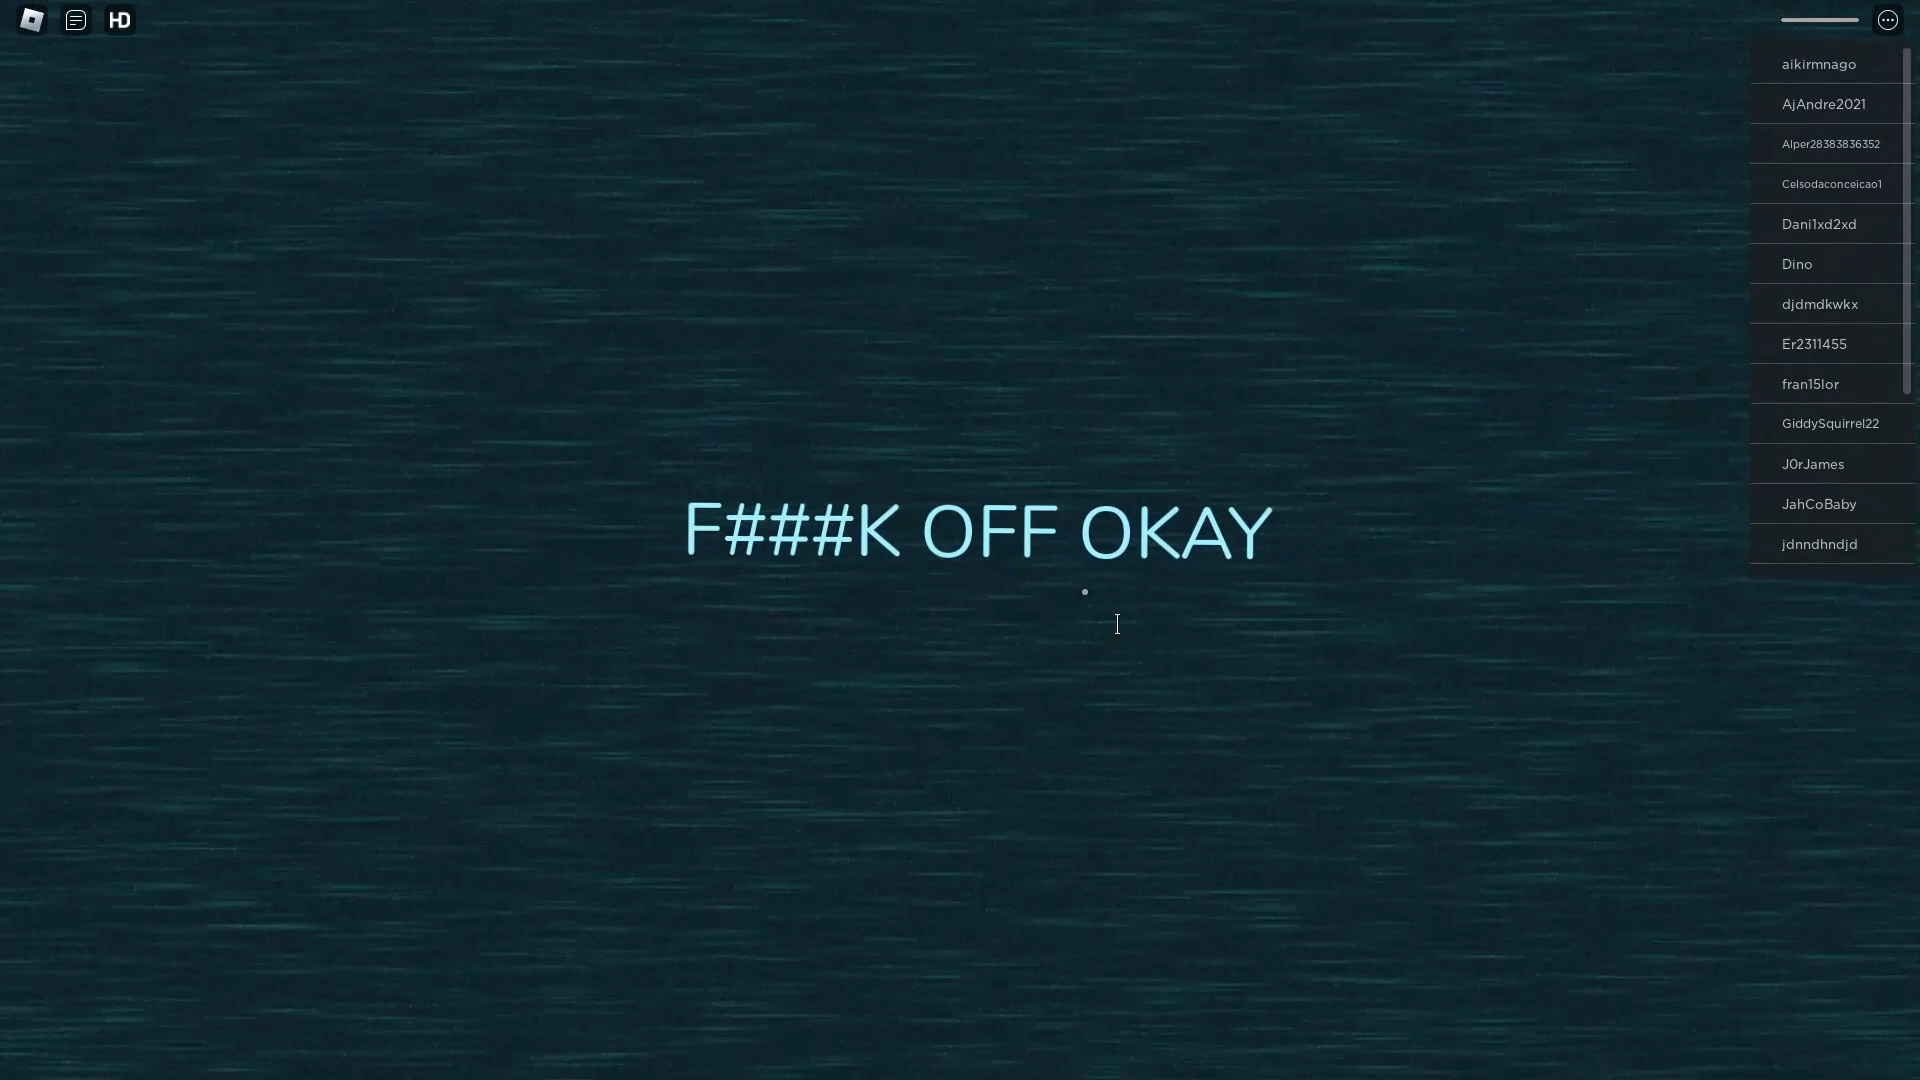 HD
aikirmnago
AjAndre2021
Alper28383836352
Celsodaconceicao1
Dani1xd2xd
Dino
djdmdkwkx
Er2311455
fran15lor
GiddySquirrel22
J0rJames
JahCoBaby
jdnndhndjd
F###K OFF OKAY